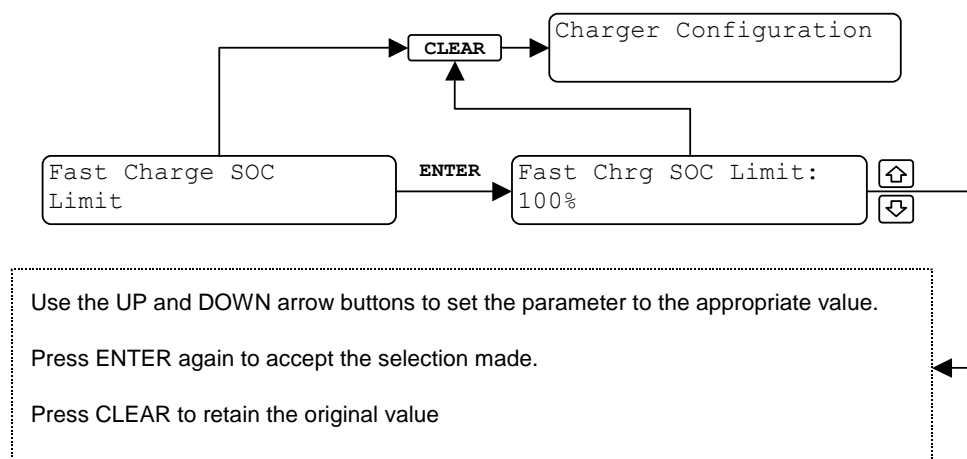 Charger Configuration
CLEAR
Fast Charge SOC
Limit
ENTER
Fast Chrg SOC Limit:
100%
Use the UP and DOWN arrow buttons to set the parameter to the appropriate value.
Press ENTER again to accept the selection made.
Press CLEAR to retain the original value